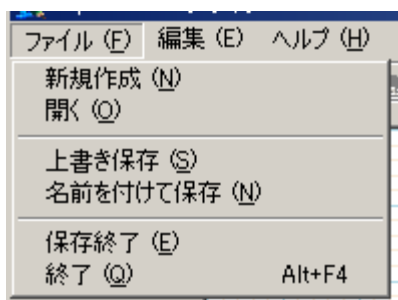 ファイル (F) 編集 (E) ヘルプ (H)
新規作成 (N)
開く (O)
上書き保存 (S)
名前を付けて保存 (N)
保存終了 (E)
終了 (Q) Alt+F4